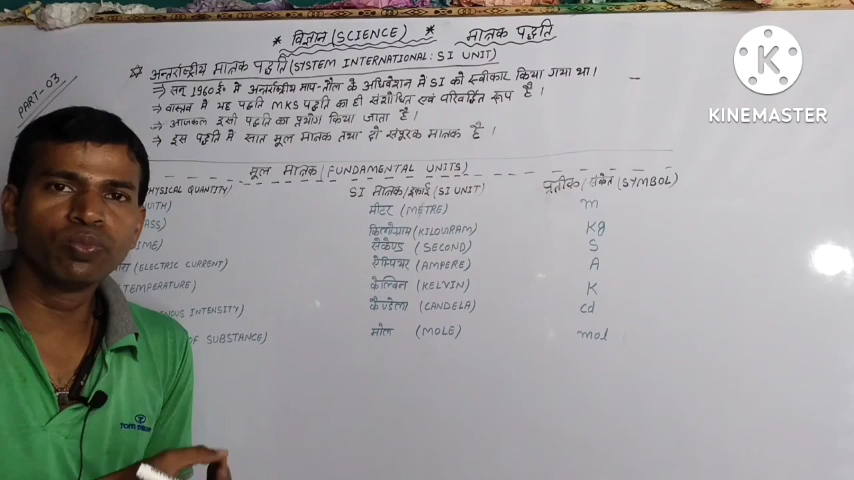 * विज्ञान (SCIENCE) * मात्रक पद्धति
PART-03
* अन्तर्राष्ट्रीय मात्रक पद्धति (SYSTEM INTERNATIONAL: SI UNIT)
⇒ सन् 1960 ई० में अन्तर्राष्ट्रीय माप-तौल के अधिवेशन में SI को स्वीकार किया गया था।
⇒ वास्तव में यह पद्धति MKS पद्धति का ही संशोधित एवं परिवर्द्धित रूप है।
⇒ आजकल इसी पद्धति का प्रयोग किया जाता है।
⇒ इस पद्धति में सात मूल मात्रक तथा दो संपूरक मात्रक है।
मूल मात्रक (FUNDAMENTAL UNITS)
PHYSICAL QUANTITY) SI मात्रक/इकाई (SI UNIT) प्रतीक/संकेत (SYMBOL)
मीटर (METRE) m
किलोग्राम (KILOGRAM) Kg
सेकेण्ड (SECOND) S
(ELECTRIC CURRENT) ऐम्पियर (AMPERE) A
TEMPERATURE) केल्विन (KELVIN) K
INTENSITY) कैण्डेला (CANDELA) cd
OF SUBSTANCE) मोल (MOLE) mol
KINEMASTER